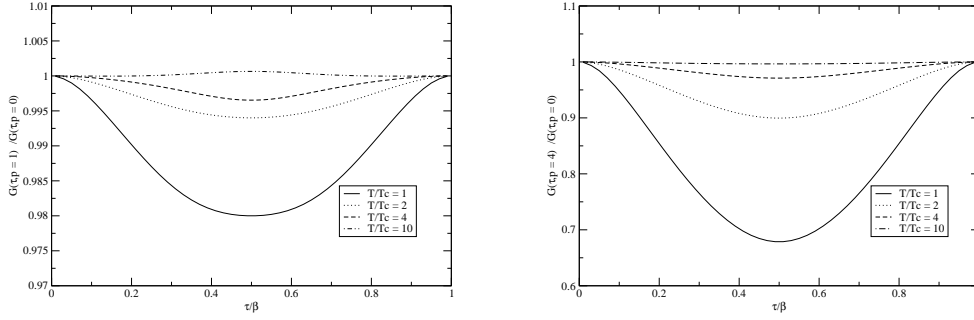 1.01
1.005
1
0.995
0.99
0.985
0.98
0.975
0.97
G(τ,p = 1) /G(τ,p = 0)
0 0.2 0.4 0.6 0.8 1
τ/β
T/Tc = 1
T/Tc = 2
T/Tc = 4
T/Tc = 10
1.1
1
0.9
0.8
0.7
0.6
G(τ,p = 4) /G(τ,p = 0)
0 0.2 0.4 0.6 0.8
τ/β
T/Tc = 1
T/Tc = 2
T/Tc = 4
T/Tc = 10